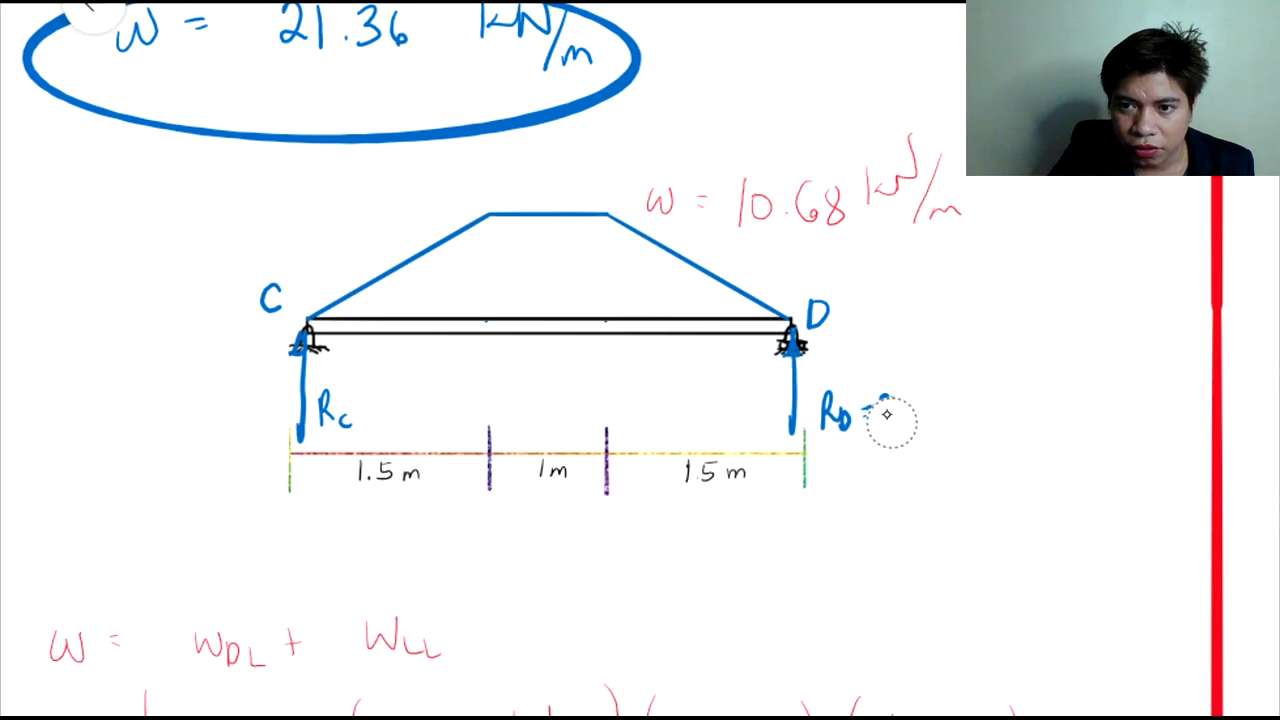 w = 21.36 kN/m
w = 10.68 kN/m
C
D
Rc
RD =
1.5 m
1m
1.5 m
w = wDL + wLL